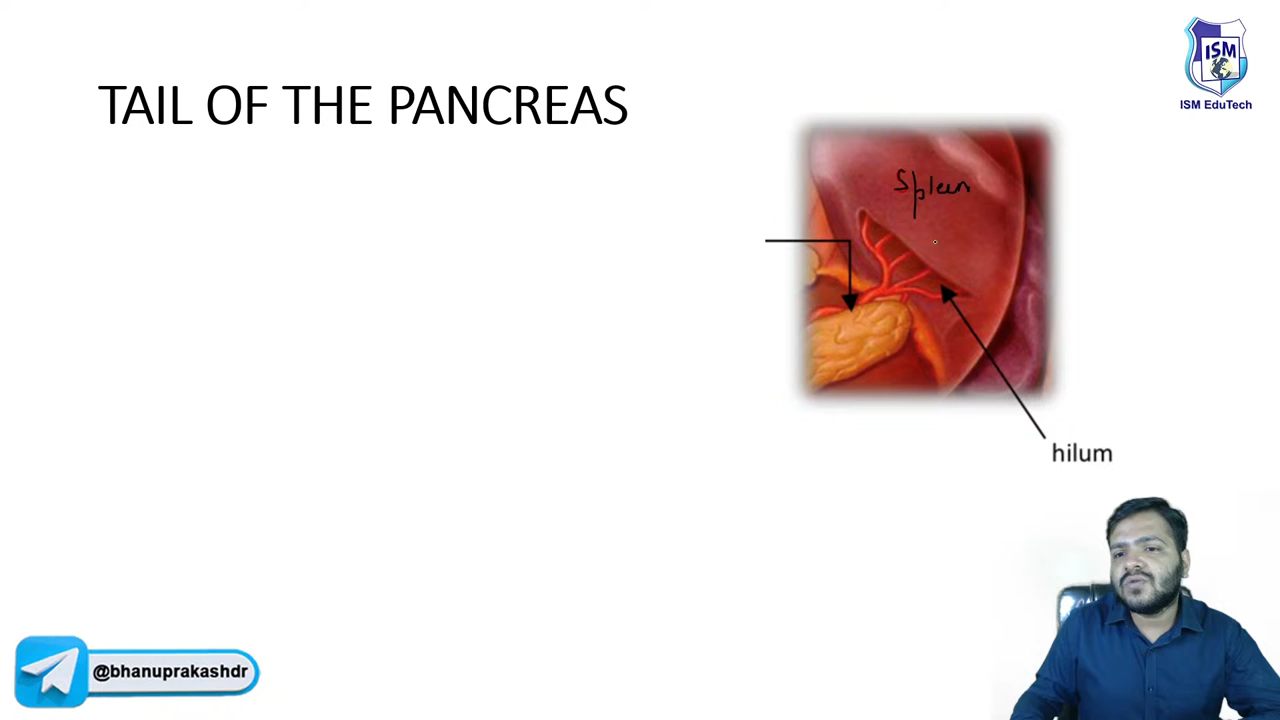 ISM
ISM EduTech
TAIL OF THE PANCREAS
Spleen
hilum
@bhanuprakashdr